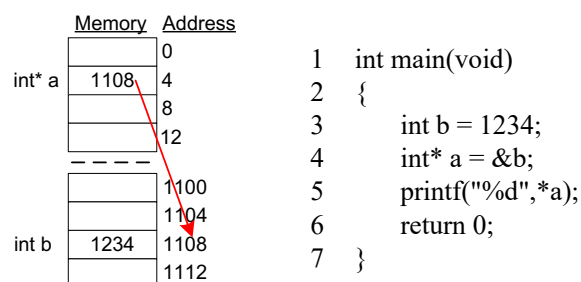 Memory Address
0
int* a 1108 4
8
12
1100
1104
int b 1234 1108
1112
1 int main(void)
2 {
3 int b = 1234;
4 int* a = &b;
5 printf("%d",*a);
6 return 0;
7 }